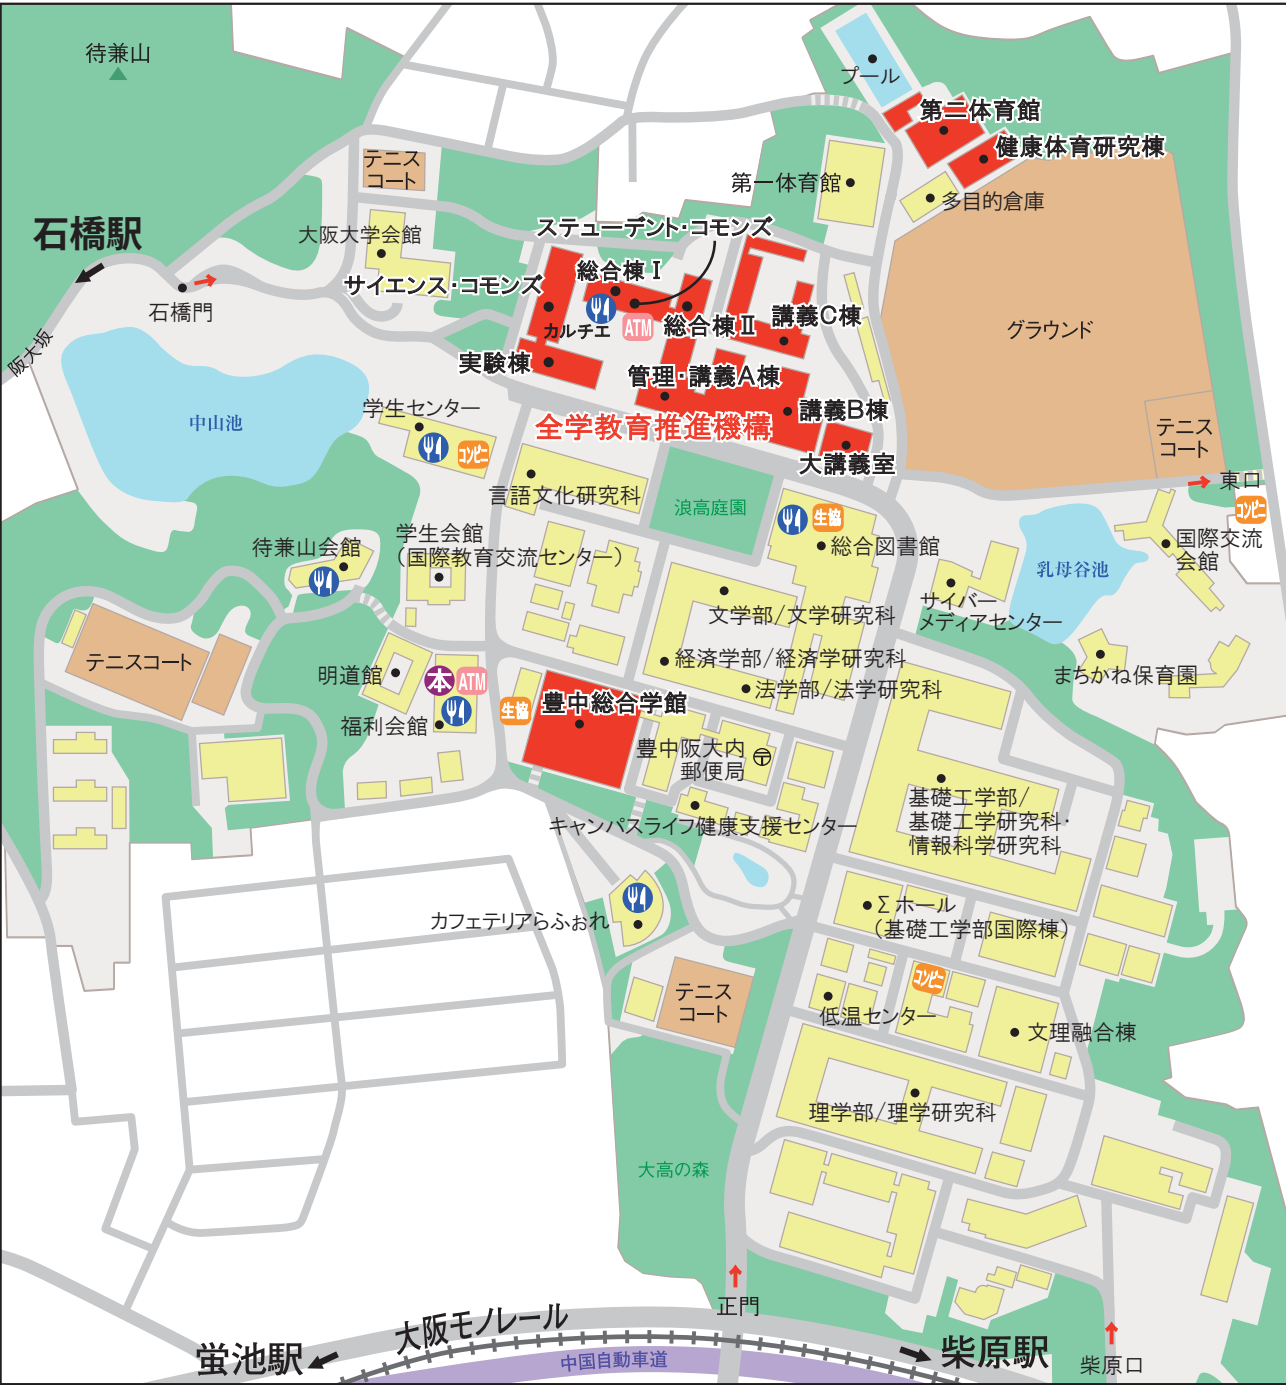 待兼山
プール
第二体育館
健康体育研究棟
テニス
コート
第一体育館
多目的倉庫
石橋駅
大阪大学会館
ステューデント・コモンズ
サイエンス・コモンズ
総合棟Ⅰ
石橋門
カルチエ
ATM
総合棟Ⅱ
講義C棟
グラウンド
阪大坂
実験棟
管理・講義A棟
中山池
学生センター
コンビニ
全学教育推進機構
講義B棟
大講義室
テニス
コート
東口
コンビニ
言語文化研究科
浪高庭園
生協
総合図書館
待兼山会館
学生会館
（国際教育交流センター）
国際交流
会館
乳母谷池
サイバー
メディアセンター
文学部/文学研究科
テニスコート
明道館
本
ATM
経済学部/経済学研究科
法学部/法学研究科
まちかね保育園
福利会館
生協
豊中総合学館
豊中阪大内
郵便局
〒
キャンパスライフ健康支援センター
基礎工学部/
基礎工学研究科・
情報科学研究科
カフェテリアらふぉれ
Σホール
（基礎工学部国際棟）
コンビニ
テニス
コート
低温センター
文理融合棟
理学部/理学研究科
大高の森
正門
大阪モノレール
蛍池駅
中国自動車道
柴原駅
柴原口